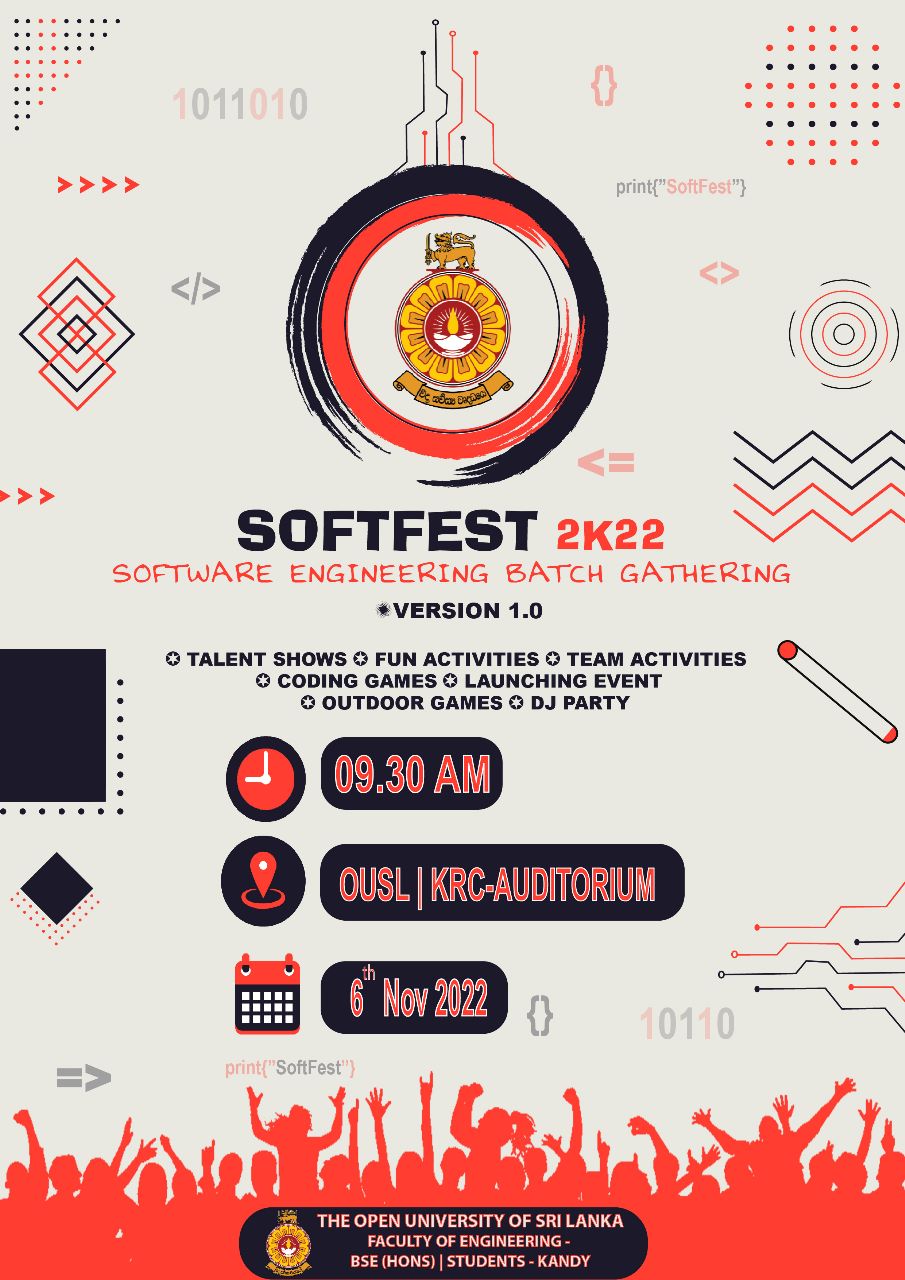 1011010
{}
>>>>
print{"SoftFest"}
</>
<>
<=
>>>
SOFTFEST 2K22
SOFTWARE ENGINEERING BATCH GATHERING
VERSION 1.0
✪ TALENT SHOWS ✪ FUN ACTIVITIES ✪ TEAM ACTIVITIES
✪ CODING GAMES ✪ LAUNCHING EVENT
✪ OUTDOOR GAMES ✪ DJ PARTY
09.30 AM
OUSL | KRC-AUDITORIUM
6th Nov 2022
{}
10110
print{"SoftFest"}
=>
THE OPEN UNIVERSITY OF SRI LANKA
FACULTY OF ENGINEERING -
BSE (HONS) | STUDENTS - KANDY